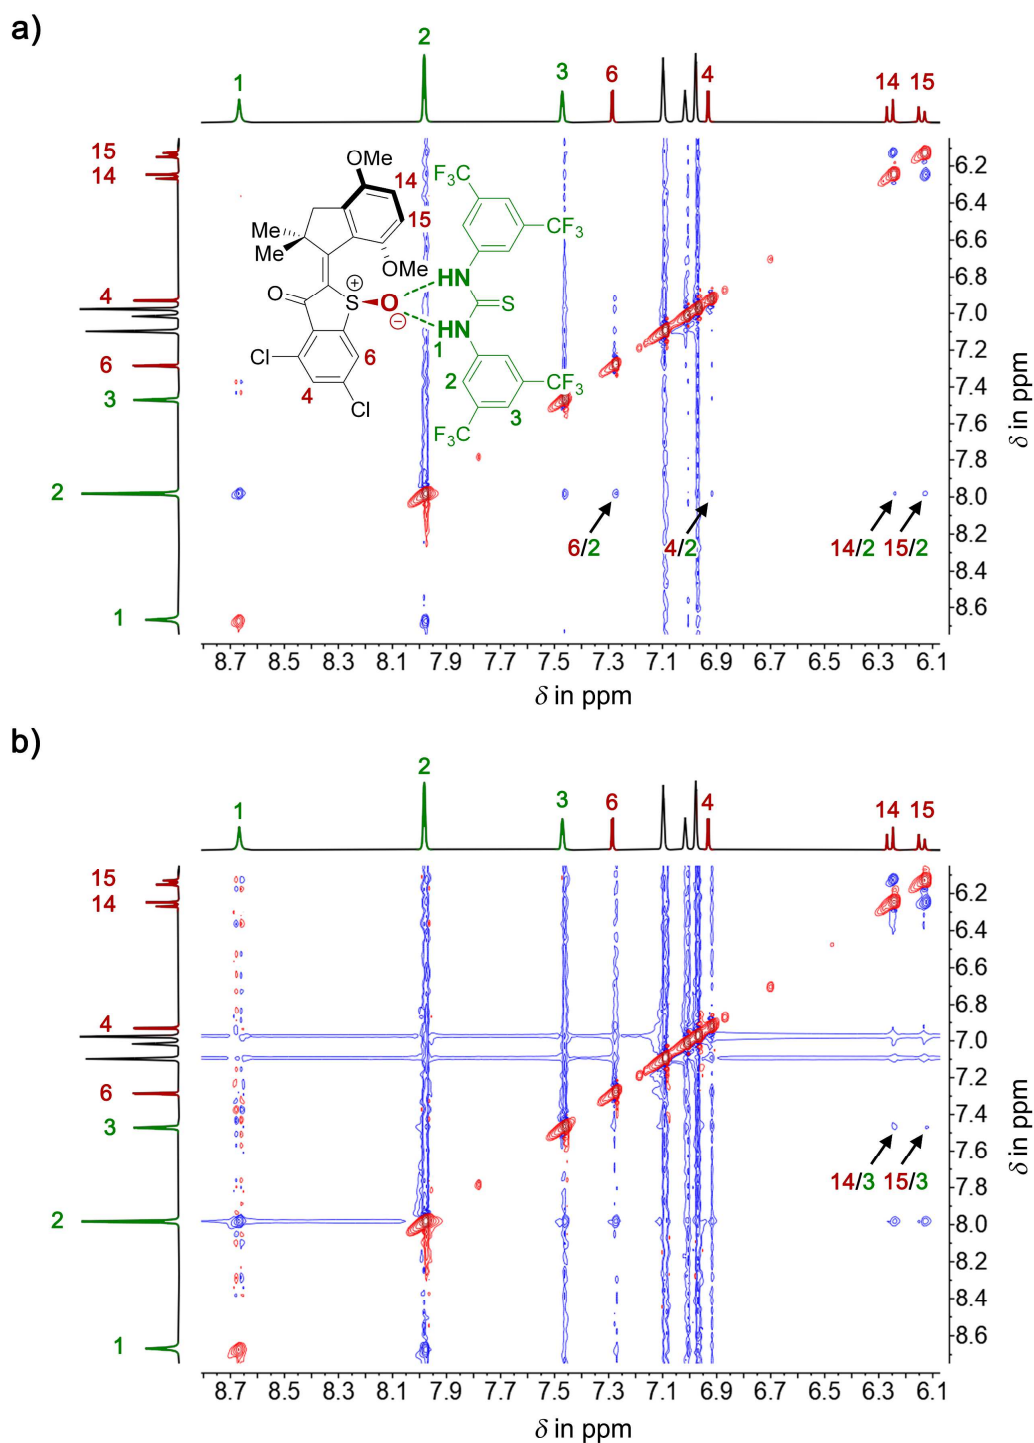 a)
1 2 3 6 4 14 15
15
14
4
6
3
2
1
OMe
14
15
Me
Me
OMe
O
S
+
O
−
Cl
6
4
Cl
F3C
CF3
HN
HN
S
1
2
3
CF3
F3C
6/2 4/2 14/2 15/2
6.2
6.4
6.6
6.8
7.0
7.2
7.4
7.6
7.8
8.0
8.2
8.4
8.6
δ in ppm
8.7 8.5 8.3 8.1 7.9 7.7 7.5 7.3 7.1 6.9 6.7 6.5 6.3 6.1
δ in ppm
b)
1 2 3 6 4 14 15
15
14
4
6
3
2
1
14/3 15/3
6.2
6.4
6.6
6.8
7.0
7.2
7.4
7.6
7.8
8.0
8.2
8.4
8.6
δ in ppm
8.7 8.5 8.3 8.1 7.9 7.7 7.5 7.3 7.1 6.9 6.7 6.5 6.3 6.1
δ in ppm